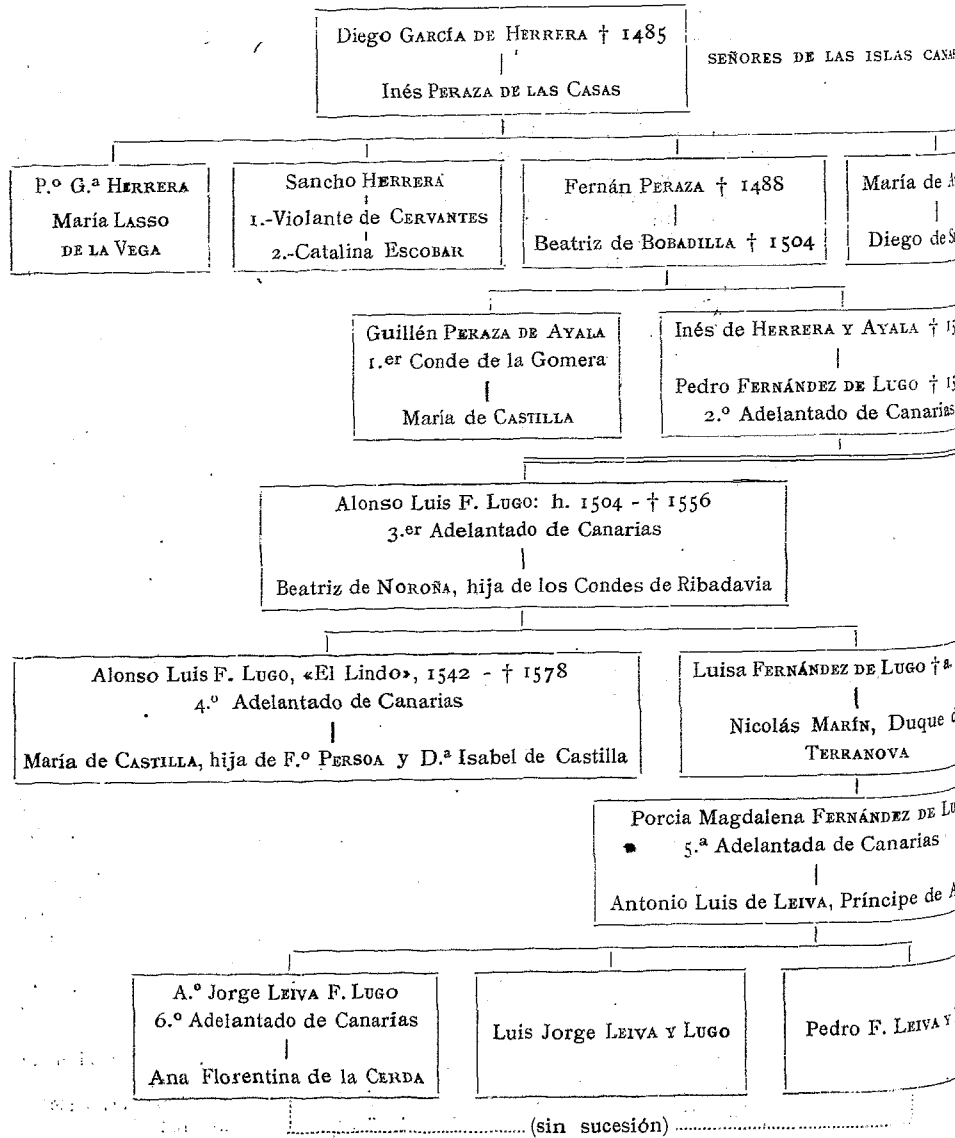 Diego GARCÍA DE HERRERA † 1485
Inés PERAZA DE LAS CASAS
SEÑORES DE LAS ISLAS
P.º G.ª HERRERA
María LASSO
DE LA VEGA
Sancho HERRERA
1.-Violante de CERVANTES
2.-Catalina ESCOBAR
Fernán PERAZA † 1488
Beatriz de BOBADILLA † 1504
María de
Diego de
Guillén PERAZA DE AYALA
1.er Conde de la Gomera
María de CASTILLA
Inés de HERRERA Y AYALA †
Pedro FERNÁNDEZ DE LUGO †
2.º Adelantado de Canarias
Alonso Luis F. LUGO: h. 1504 - † 1556
3.er Adelantado de Canarias
Beatriz de NOROÑA, hija de los Condes de Ribadavia
Alonso Luis F. LUGO, «El Lindo», 1542 - † 1578
4.º Adelantado de Canarias
María de CASTILLA, hija de F.º PERSOA y D.ª Isabel de Castilla
Luisa FERNÁNDEZ DE LUGO †ª.
Nicolás MARÍN, Duque
TERRANOVA
Porcia Magdalena FERNÁNDEZ DE
5.ª Adelantada de Canarias
Antonio Luis de LEIVA, Príncipe de
A.º Jorge LEIVA F. LUGO
6.º Adelantado de Canarías
Ana Florentina de la CERDA
Luis Jorge LEIVA Y LUGO
Pedro F. LEIVA Y
(sin sucesión)